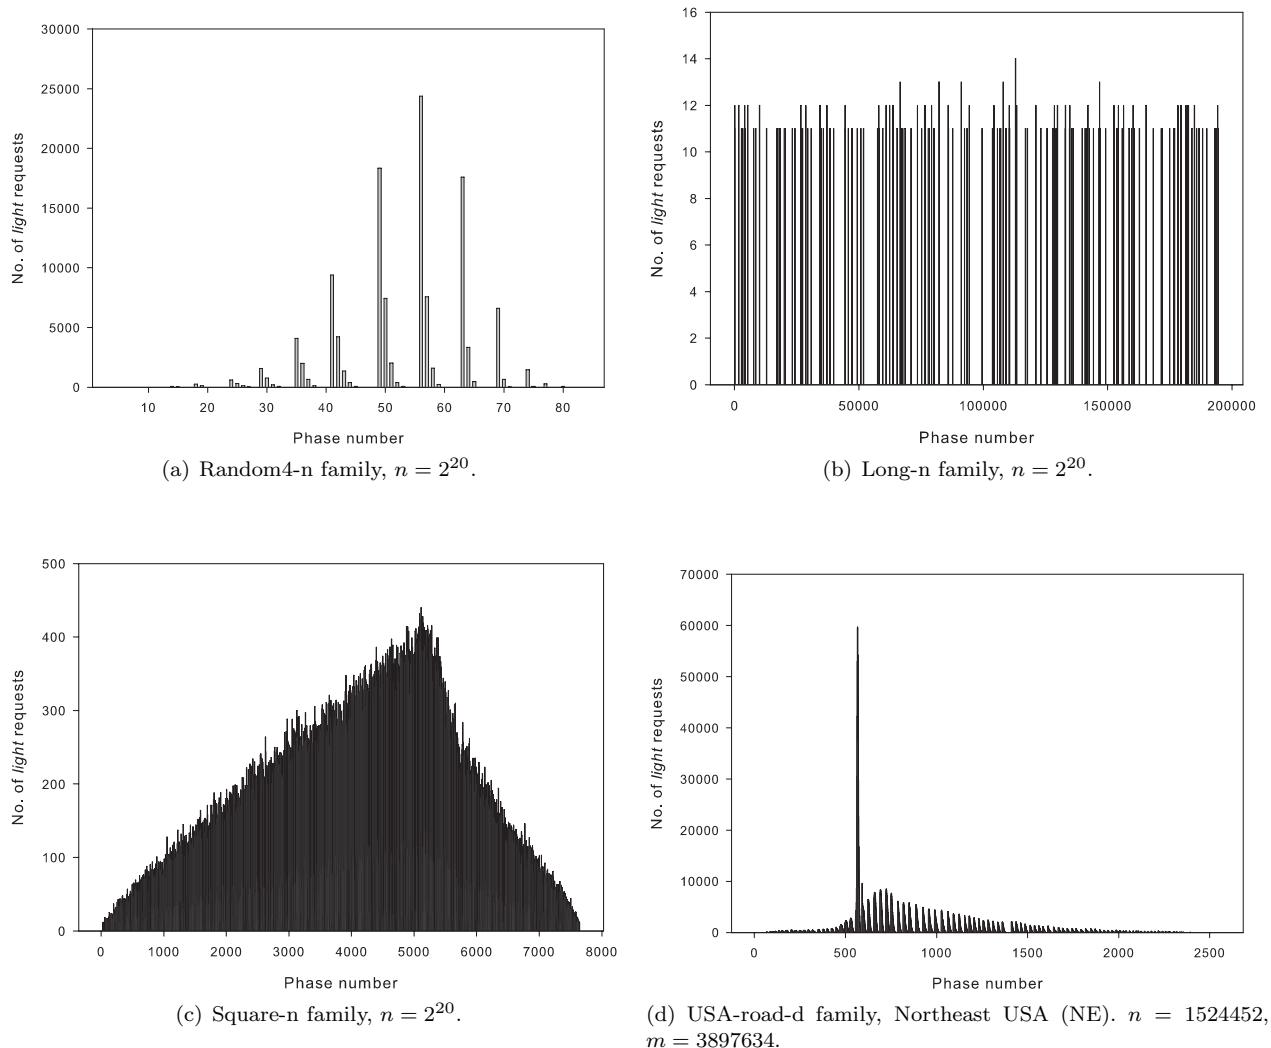 30000
25000
20000
15000
10000
5000
0
No. of light requests
10 20 30 40 50 60 70 80
Phase number
(a) Random4-n family, n = 2^20.
16
14
12
10
8
6
4
2
0
No. of light requests
0 50000 100000 150000 200000
Phase number
(b) Long-n family, n = 2^20.
500
400
300
200
100
0
No. of light requests
0 1000 2000 3000 4000 5000 6000 7000 8000
Phase number
(c) Square-n family, n = 2^20.
70000
60000
50000
40000
30000
20000
10000
0
No. of light requests
0 500 1000 1500 2000 2500
Phase number
(d) USA-road-d family, Northeast USA (NE). n = 1524452,
m = 3897634.